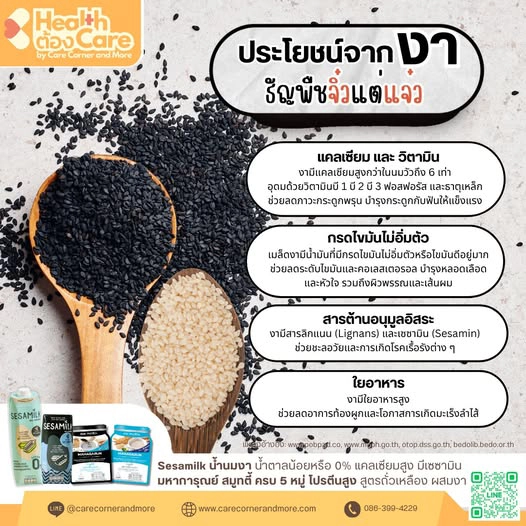 Health
ต้อง Care
by Care Corner and More
ประโยชน์จาก งา
ธัญพืชจิ๋วแต่แจ๋ว
แคลเซียม และ วิตามิน
งามีแคลเซียมสูงกว่าในนมวัวถึง 6 เท่า
อุดมด้วยวิตามินบี 1 บี 2 บี 3 ฟอสฟอรัส และธาตุเหล็ก
ช่วยลดภาวะกระดูกพรุน บำรุงกระดูกกับฟันให้แข็งแรง
กรดไขมันไม่อิ่มตัว
เมล็ดงามีน้ำมันที่มีกรดไขมันไม่อิ่มตัวหรือไขมันดีอยู่มาก
ช่วยลดระดับไขมันและคอเลสเตอรอล บำรุงหลอดเลือด
และหัวใจ รวมถึงผิวพรรณและเส้นผม
สารต้านอนุมูลอิสระ
งามีสารลิกแนน (Lignans) และเซซามิน (Sesamin)
ช่วยชะลอวัยและการเกิดโรคเรื้อรังต่าง ๆ
ใยอาหาร
งามีใยอาหารสูง
ช่วยลดอาการท้องผูกและโอกาสการเกิดมะเร็งลำไส้
otop.dss.go.th, bedolib.bedo.or.th
SESAMILK
SESAMILK
Sesamilk น้ำนมงา น้ำตาลน้อยหรือ 0% แคลเซียมสูง มีเซซามิน
มหาการุณย์ สมูทตี้ ครบ 5 หมู่ โปรตีนสูง สูตรถั่วเหลือง ผสมงา
LINE @carecornerandmore
https://www.carecornerandmore.com
086-399-4229
LINE